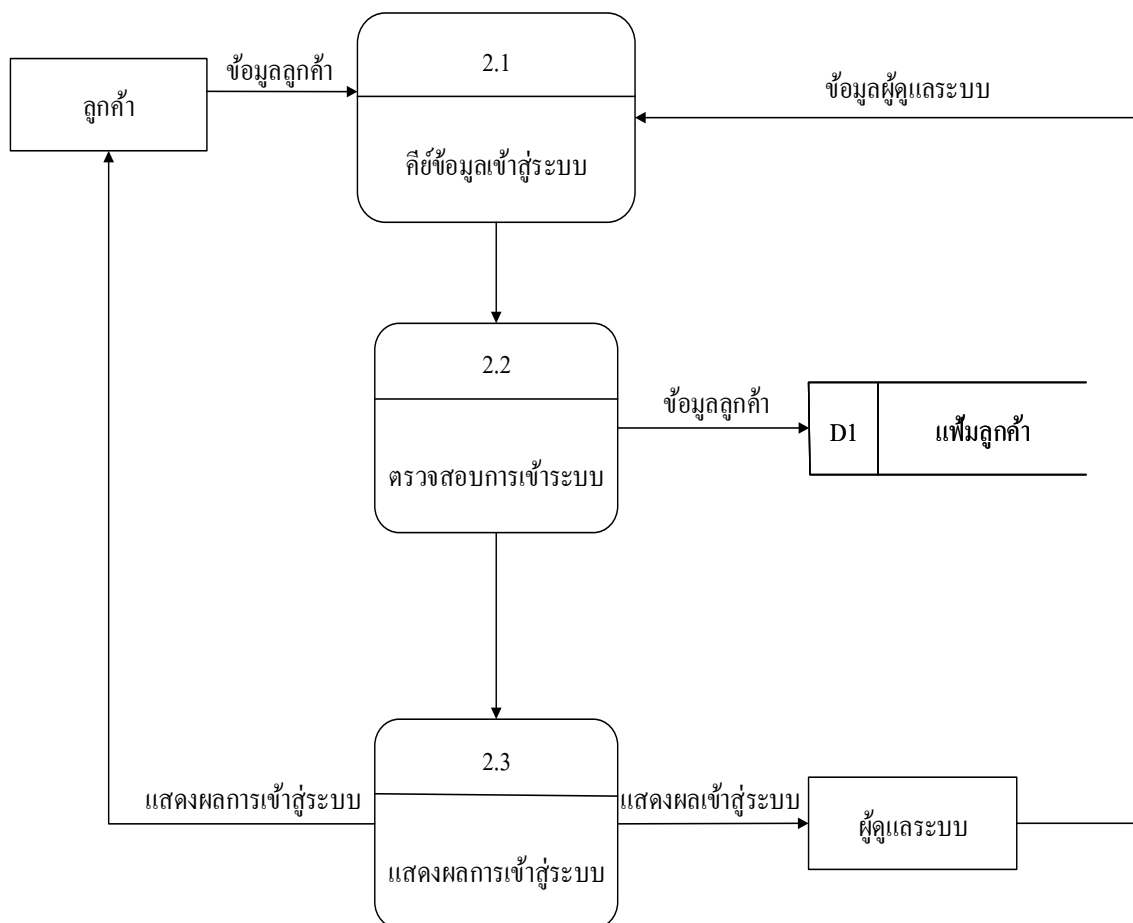 2.1
ข้อมูลลูกค้า
ลูกค้า
ข้อมูลผู้ดูแลระบบ
คีย์ข้อมูลเข้าสู่ระบบ
2.2
ข้อมูลลูกค้า
D1
แฟ้มลูกค้า
ตรวจสอบการเข้าระบบ
2.3
แสดงผลการเข้าสู่ระบบ
แสดงผลเข้าสู่ระบบ
ผู้ดูแลระบบ
แสดงผลการเข้าสู่ระบบ